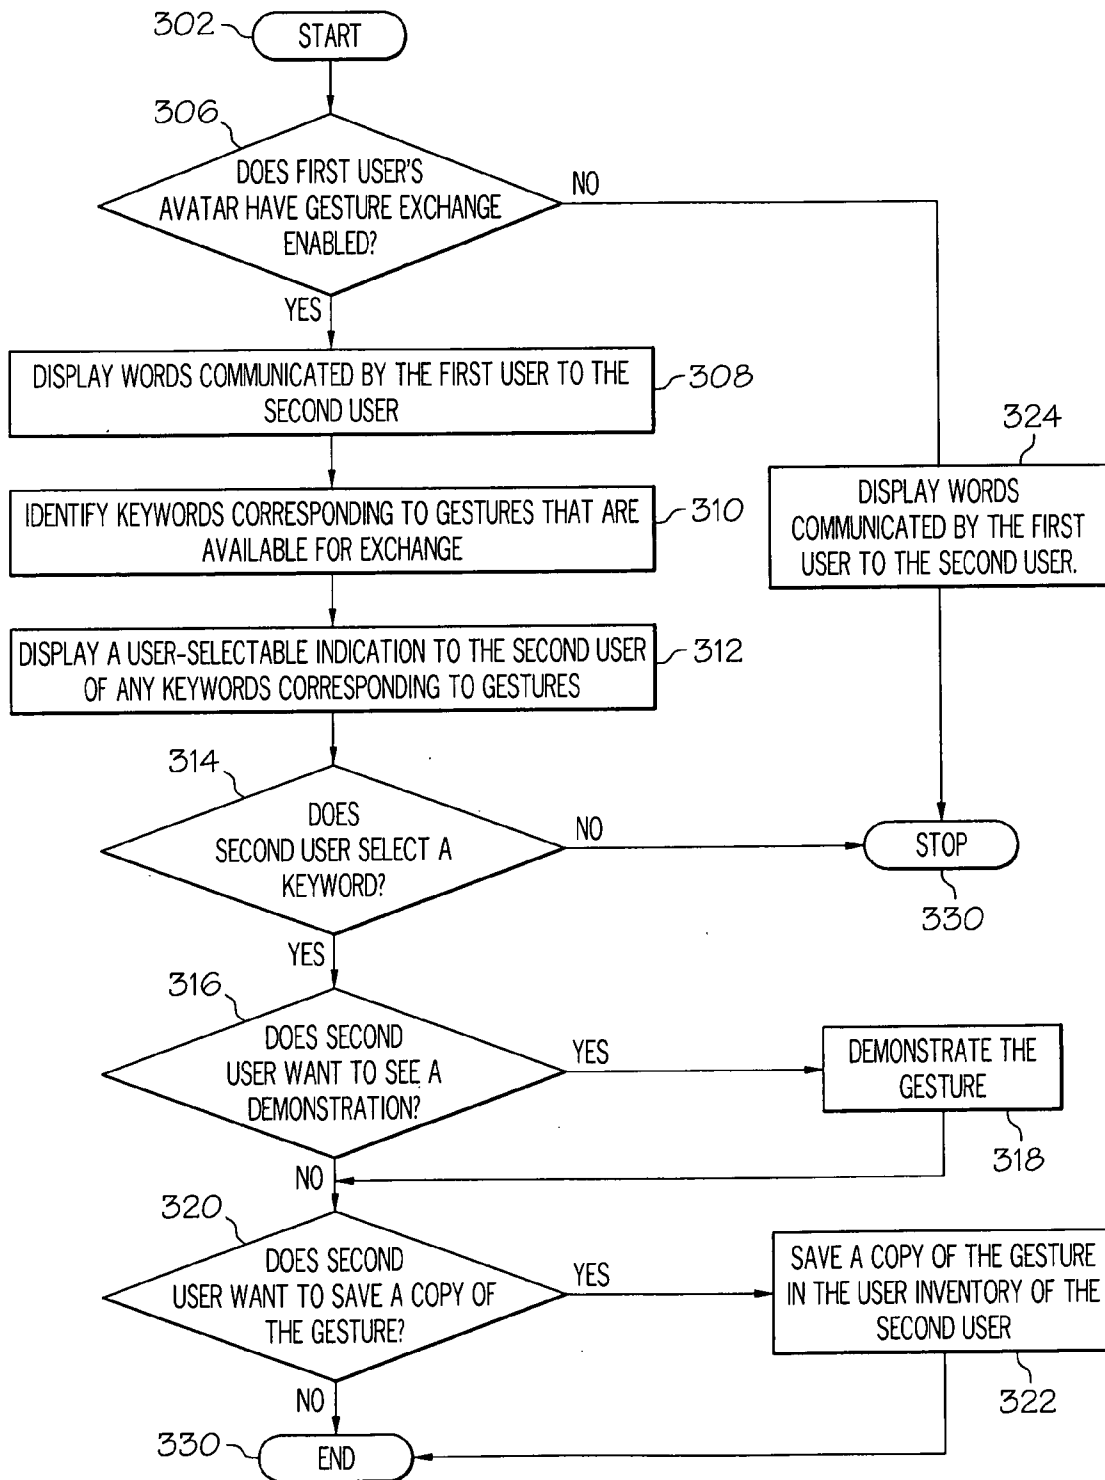 302
START
306
DOES FIRST USER'S
AVATAR HAVE GESTURE EXCHANGE
ENABLED?
NO
YES
DISPLAY WORDS COMMUNICATED BY THE FIRST USER TO THE
SECOND USER
308
324
DISPLAY WORDS
COMMUNICATED BY THE FIRST
USER TO THE SECOND USER.
IDENTIFY KEYWORDS CORRESPONDING TO GESTURES THAT ARE
AVAILABLE FOR EXCHANGE
310
DISPLAY A USER-SELECTABLE INDICATION TO THE SECOND USER
OF ANY KEYWORDS CORRESPONDING TO GESTURES
312
314
DOES
SECOND USER SELECT A
KEYWORD?
NO
STOP
330
YES
316
DOES SECOND
USER WANT TO SEE A
DEMONSTRATION?
YES
DEMONSTRATE THE
GESTURE
318
NO
320
DOES SECOND
USER WANT TO SAVE A COPY OF
THE GESTURE?
YES
SAVE A COPY OF THE GESTURE
IN THE USER INVENTORY OF THE
SECOND USER
322
NO
330
END